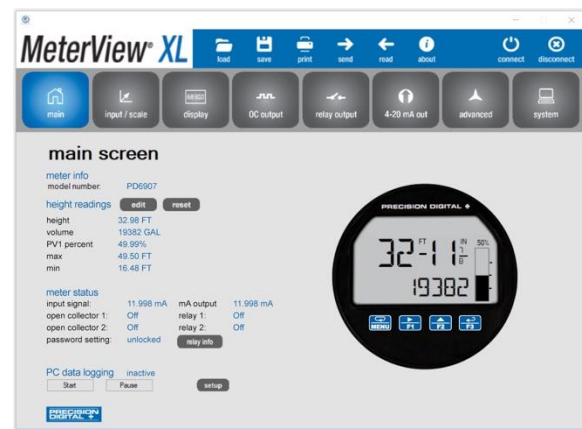 MeterView® XL
load save print send read about connect disconnect
main input / scale display OC output relay output 4-20 mA out advanced system
main screen
meter info
model number: PD6907
height readings edit reset
height 32.98 FT
volume 19382 GAL
PV1 percent 49.99%
max 49.50 FT
min 16.48 FT
meter status
input signal: 11.998 mA mA output 11.998 mA
open collector 1: Off relay 1: Off
open collector 2: Off relay 2: Off
password setting: unlocked relay info
PC data logging inactive
Start Pause setup
PRECISION
DIGITAL
PRECISION DIGITAL
32 FT -11 7/8 IN 50%
19382
MENU F1 F2 F3